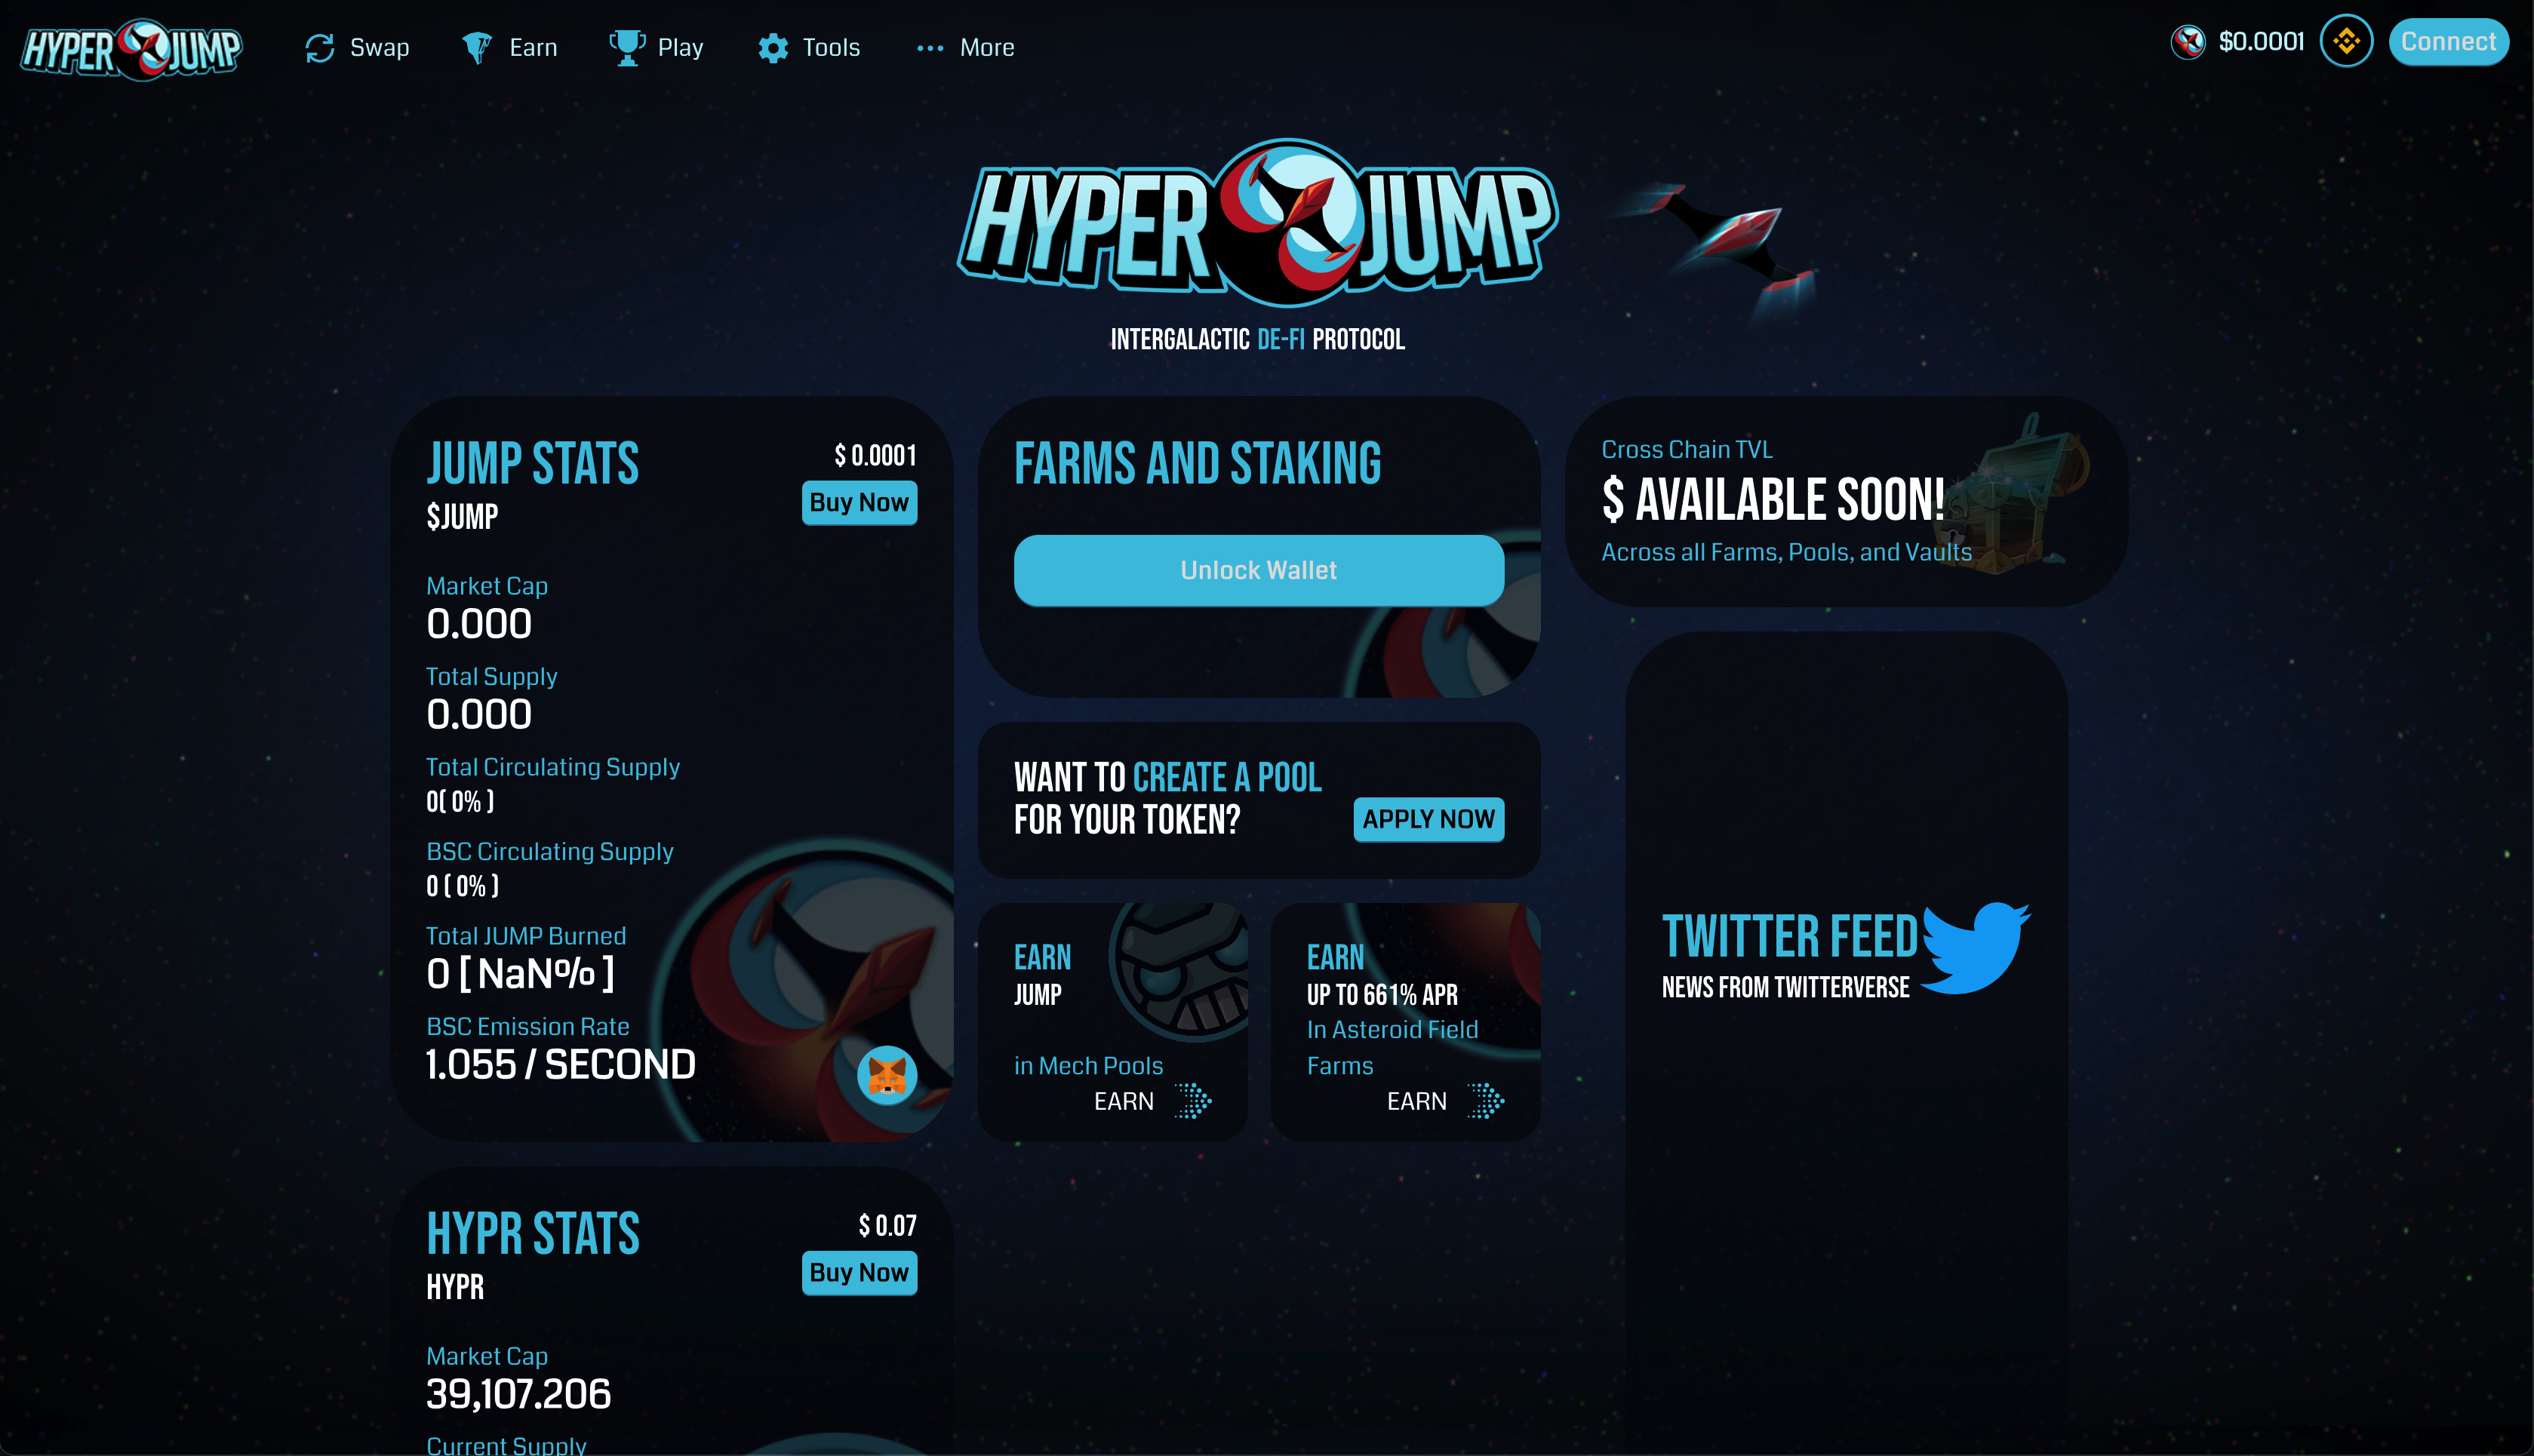 HYPER JUMP
Swap
Earn
Play
Tools
More
$0.0001
Connect
HYPER JUMP
INTERGALACTIC DE-FI PROTOCOL
JUMP STATS
$JUMP
$ 0.0001
Buy Now
Market Cap
0.000
Total Supply
0.000
Total Circulating Supply
0( 0% )
BSC Circulating Supply
0 ( 0% )
Total JUMP Burned
0 [ NaN% ]
BSC Emission Rate
1.055 / SECOND
HYPR STATS
HYPR
$ 0.07
Buy Now
Market Cap
39,107.206
Current Supply
FARMS AND STAKING
Unlock Wallet
WANT TO CREATE A POOL
FOR YOUR TOKEN?
APPLY NOW
EARN
JUMP
in Mech Pools
EARN
EARN
UP TO 661% APR
In Asteroid Field
Farms
EARN
Cross Chain TVL
$ AVAILABLE SOON!
Across all Farms, Pools, and Vaults
TWITTER FEED
NEWS FROM TWITTERVERSE